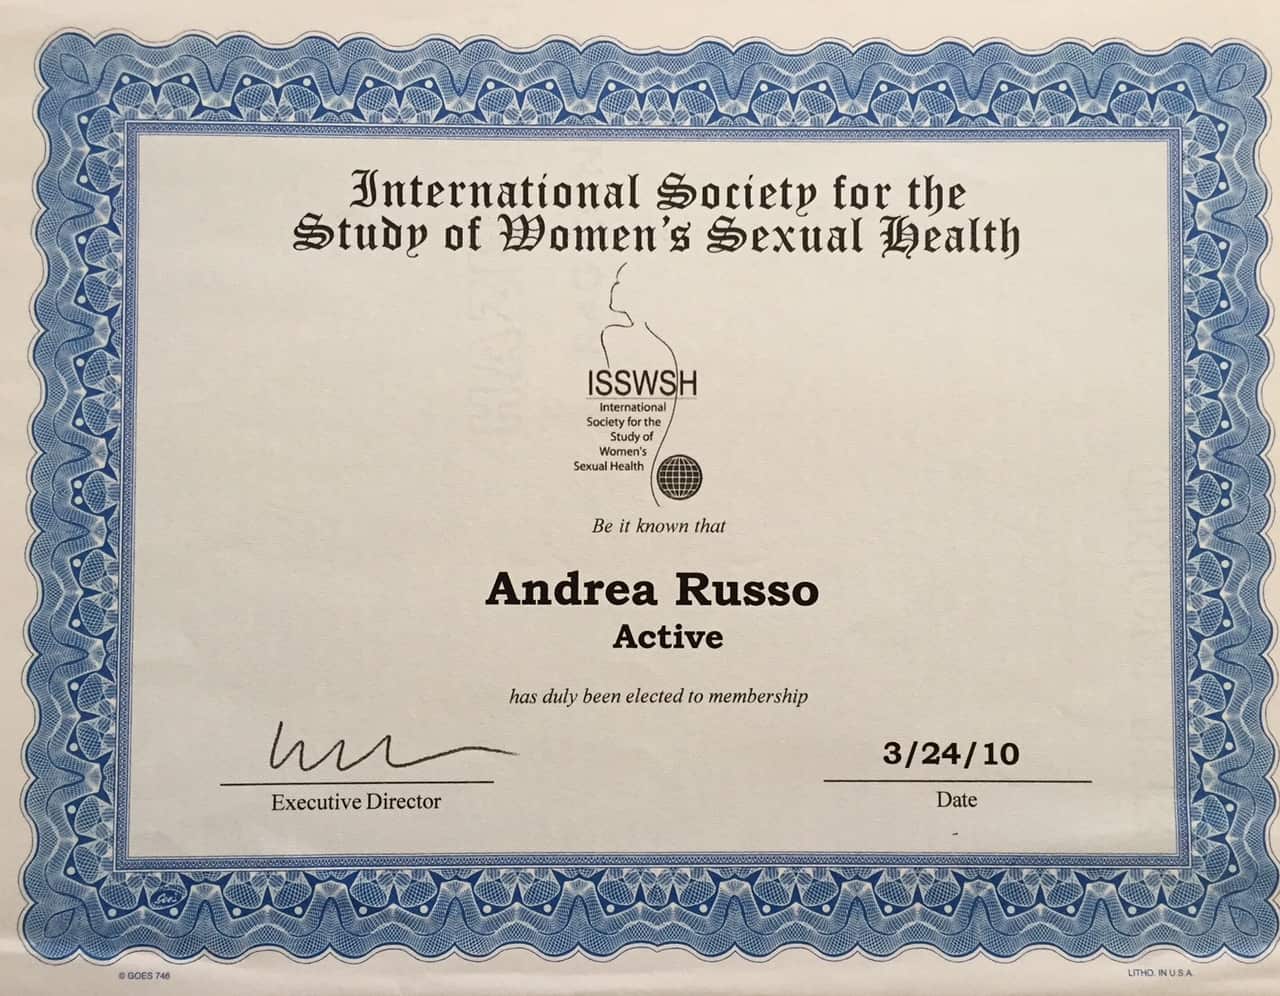 International Society for the
Study of Women's Sexual Health
ISSWSH
International
Society for the
Study of
Women's
Sexual Health
Be it known that
Andrea Russo
Active
has duly been elected to membership
3/24/10
Executive Director
Date
Goes
© GOES 746
LITHO. IN U.S.A.